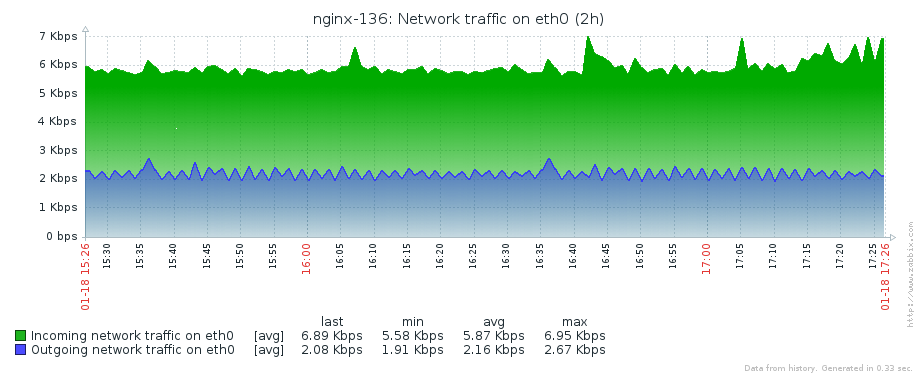 nginx-136: Network traffic on eth0 (2h)
7 Kbps
6 Kbps
5 Kbps
4 Kbps
3 Kbps
2 Kbps
1 Kbps
0 bps
01-18 15:26 15:30 15:35 15:40 15:45 15:50 15:55 16:00 16:05 16:10 16:15 16:20 16:25 16:30 16:35 16:40 16:45 16:50 16:55 17:00 17:05 17:10 17:15 17:20 17:25 01-18 17:26
last min avg max
Incoming network traffic on eth0 [avg] 6.89 Kbps 5.58 Kbps 5.87 Kbps 6.95 Kbps
Outgoing network traffic on eth0 [avg] 2.08 Kbps 1.91 Kbps 2.16 Kbps 2.67 Kbps
http://www.zabbix.com
Data from history. Generated in 0.33 sec.